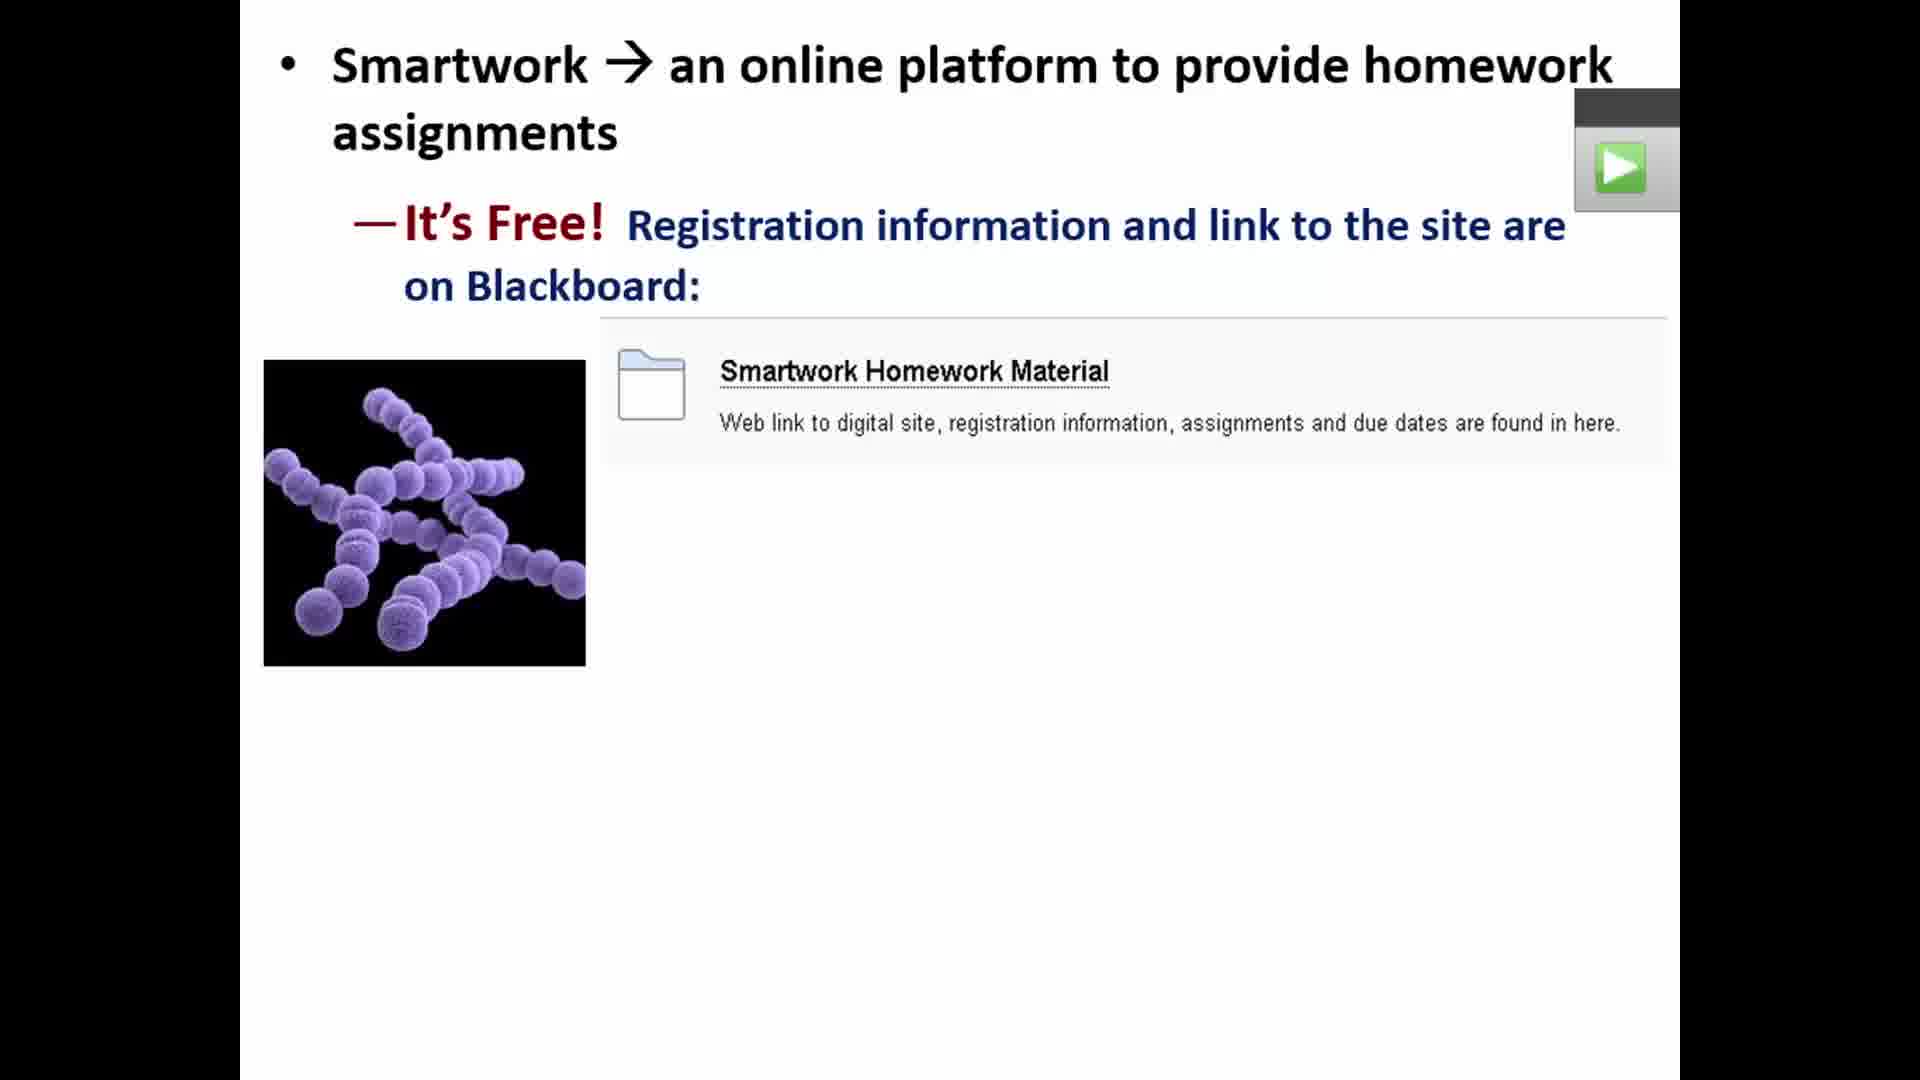 • Smartwork → an online platform to provide homework
assignments
—It’s Free! Registration information and link to the site are
on Blackboard:
Smartwork Homework Material
Web link to digital site, registration information, assignments and due dates are found in here.